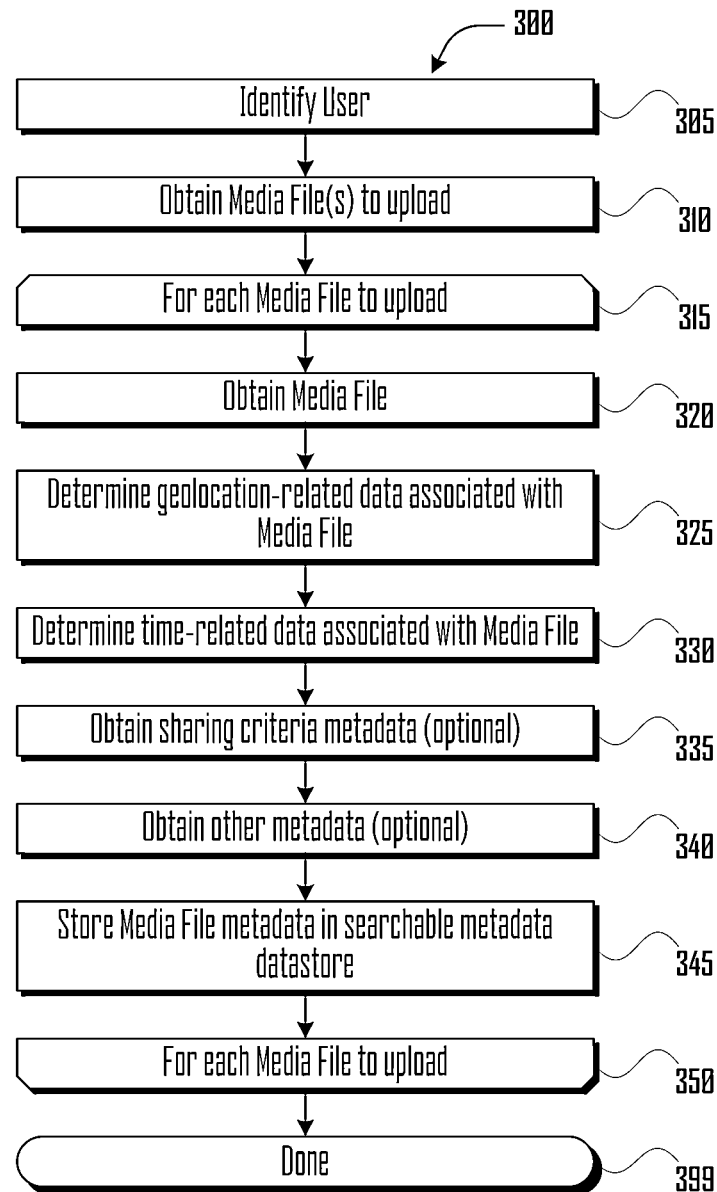 300
Identify User
305
Obtain Media File(s) to upload
310
For each Media File to upload
315
Obtain Media File
320
Determine geolocation-related data associated with
Media File
325
Determine time-related data associated with Media File
330
Obtain sharing criteria metadata (optional)
335
Obtain other metadata (optional)
340
Store Media File metadata in searchable metadata
datastore
345
For each Media File to upload
350
Done
399